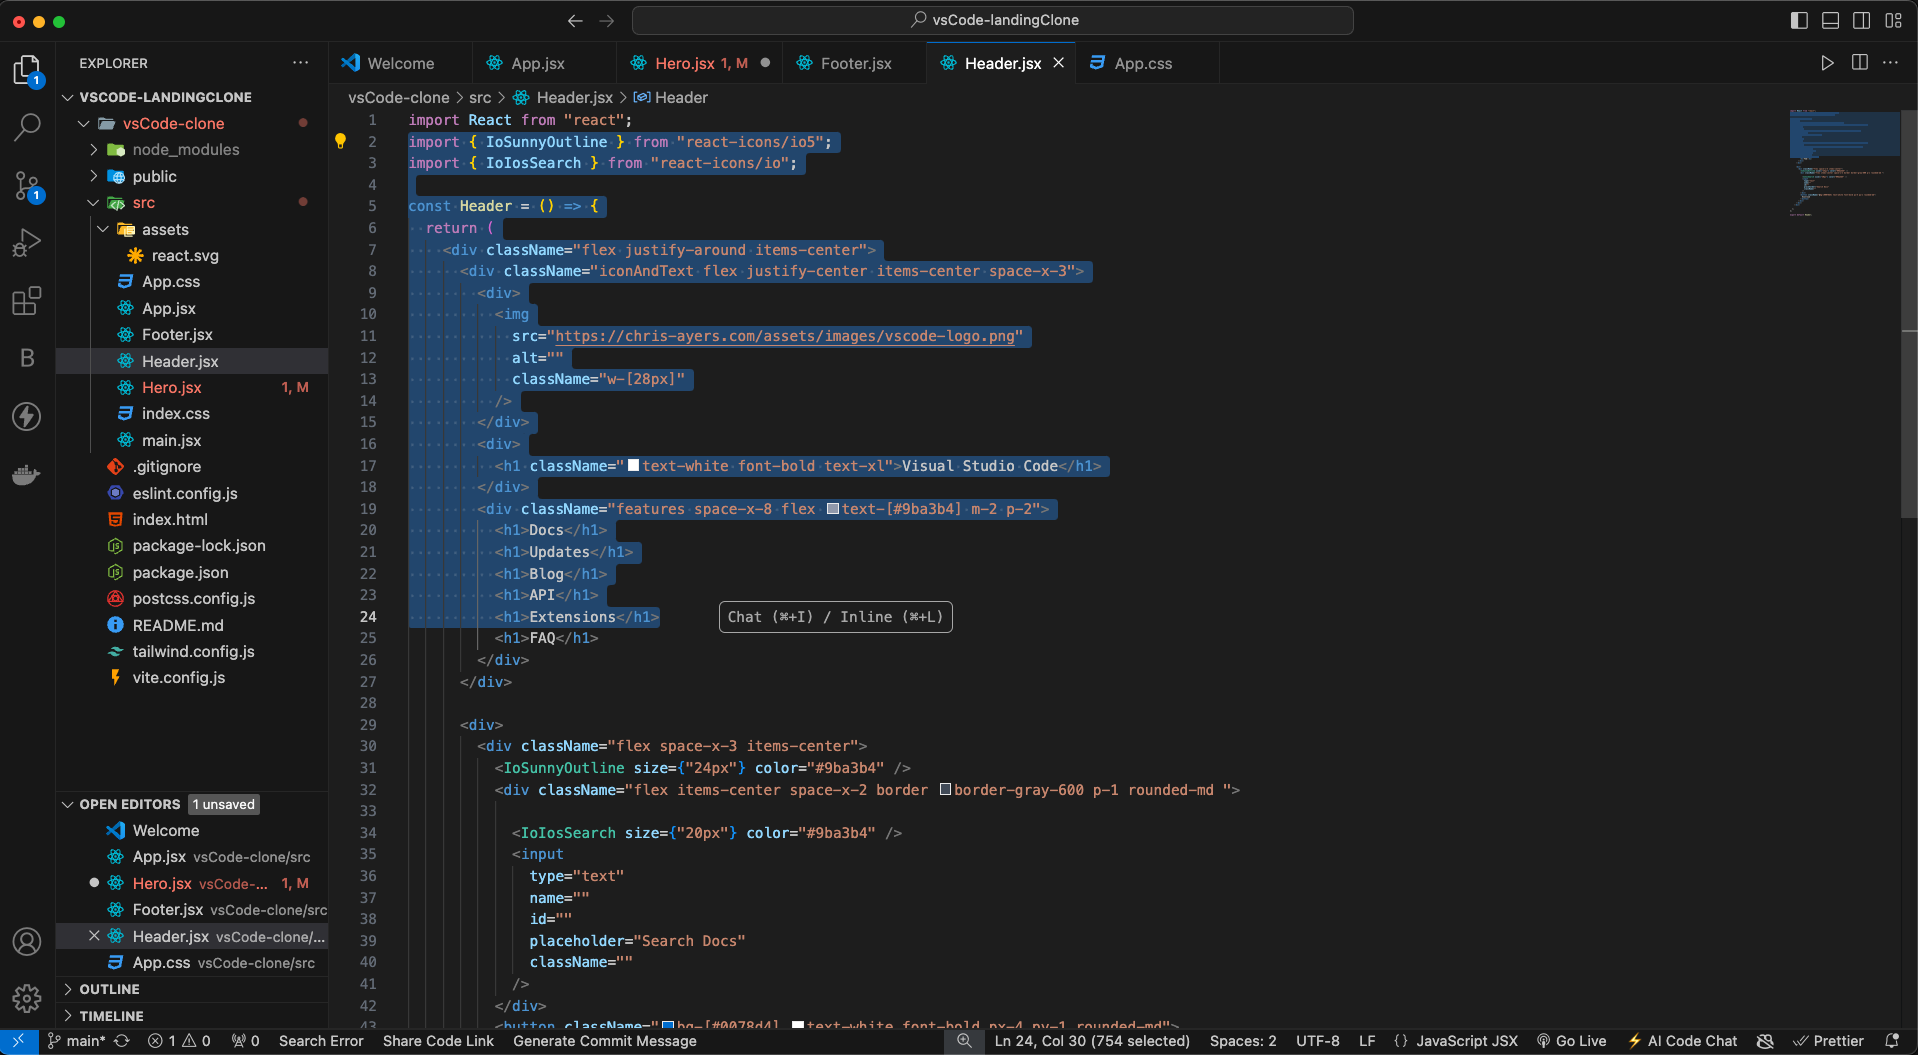 vsCode-landingClone
EXPLORER
VSCODE-LANDINGCLONE
vsCode-clone
node_modules
public
src
assets
react.svg
App.css
App.jsx
Footer.jsx
Header.jsx
Hero.jsx 1, M
index.css
main.jsx
.gitignore
eslint.config.js
index.html
package-lock.json
package.json
postcss.config.js
README.md
tailwind.config.js
vite.config.js
OPEN EDITORS 1 unsaved
Welcome
App.jsx vsCode-clone/src
Hero.jsx vsCode-... 1, M
Footer.jsx vsCode-clone/src
Header.jsx vsCode-clone/...
App.css vsCode-clone/src
OUTLINE
TIMELINE
1
1
B
Welcome App.jsx Hero.jsx 1, M Footer.jsx Header.jsx App.css
vsCode-clone > src > Header.jsx > Header
1 import React from "react";
2 import { IoSunnyOutline } from "react-icons/io5";
3 import { IoIosSearch } from "react-icons/io";
4
5 const Header = () => {
6 return (
7 <div className="flex justify-around items-center">
8 <div className="iconAndText flex justify-center items-center space-x-3">
9 <div>
10 <img
11 src="https://chris-ayers.com/assets/images/vscode-logo.png"
12 alt=""
13 className="w-[28px]"
14 />
15 </div>
16 <div>
17 <h1 className="text-white font-bold text-xl">Visual Studio Code</h1>
18 </div>
19 <div className="features space-x-8 flex text-[#9ba3b4] m-2 p-2">
20 <h1>Docs</h1>
21 <h1>Updates</h1>
22 <h1>Blog</h1>
23 <h1>API</h1>
24 <h1>Extensions</h1> Chat (⌘+I) / Inline (⌘+L)
25 <h1>FAQ</h1>
26 </div>
27 </div>
28
29 <div>
30 <div className="flex space-x-3 items-center">
31 <IoSunnyOutline size={"24px"} color="#9ba3b4" />
32 <div className="flex items-center space-x-2 border border-gray-600 p-1 rounded-md ">
33
34 <IoIosSearch size={"20px"} color="#9ba3b4" />
35 <input
36 type="text"
37 name=""
38 id=""
39 placeholder="Search Docs"
40 className=""
41 />
42 </div>
43 <button className="bg-[#0078d4] text-white font-bold px-4 py-1 rounded-md">
main* 1 0 0 Search Error Share Code Link Generate Commit Message Ln 24, Col 30 (754 selected) Spaces: 2 UTF-8 LF {} JavaScript JSX Go Live AI Code Chat Prettier